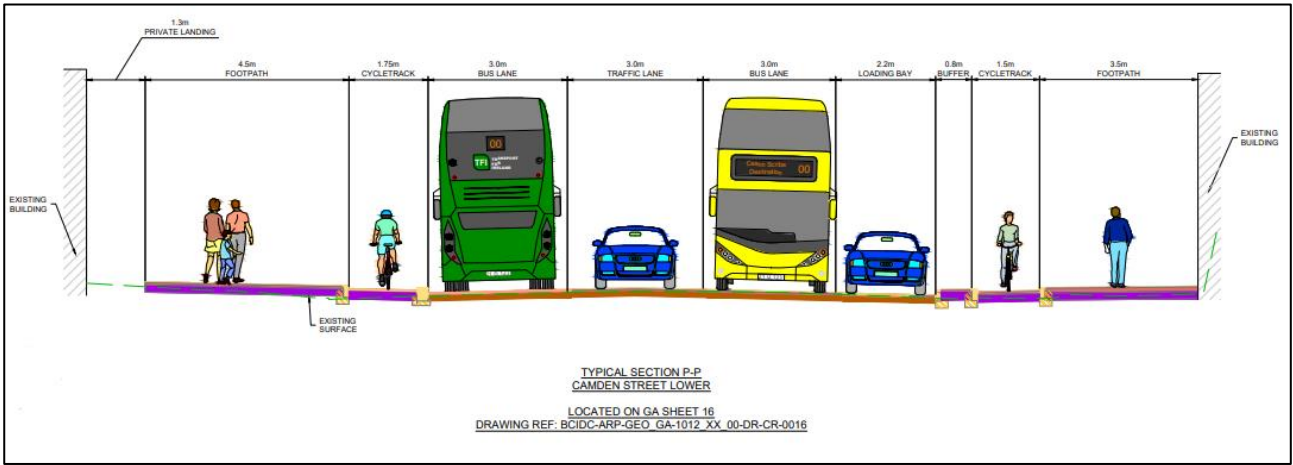 1.3m
PRIVATE LANDING
4.5m
FOOTPATH
1.75m
CYCLETRACK
3.0m
BUS LANE
3.0m
TRAFFIC LANE
3.0m
BUS LANE
2.2m
LOADING BAY
0.8m
BUFFER
1.5m
CYCLETRACK
3.5m
FOOTPATH
EXISTING
BUILDING
EXISTING
BUILDING
00
TFI
TRANSPORT
FOR
IRELAND
00
EXISTING
SURFACE
TYPICAL SECTION P-P
CAMDEN STREET LOWER
LOCATED ON GA SHEET 16
DRAWING REF: BCIDC-ARP-GEO_GA-1012_XX_00-DR-CR-0016